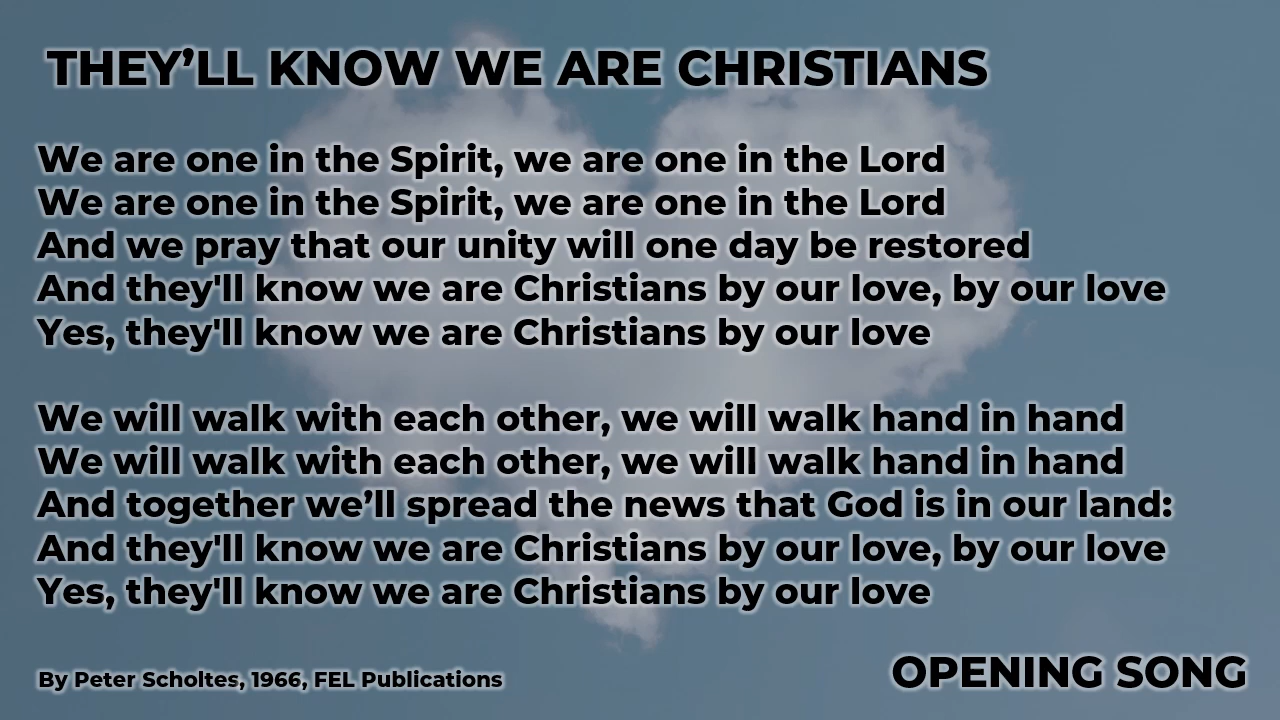 THEY’LL KNOW WE ARE CHRISTIANS
We are one in the Spirit, we are one in the Lord
We are one in the Spirit, we are one in the Lord
And we pray that our unity will one day be restored
And they'll know we are Christians by our love, by our love
Yes, they'll know we are Christians by our love
We will walk with each other, we will walk hand in hand
We will walk with each other, we will walk hand in hand
And together we’ll spread the news that God is in our land:
And they'll know we are Christians by our love, by our love
Yes, they'll know we are Christians by our love
By Peter Scholtes, 1966, FEL Publications
OPENING SONG